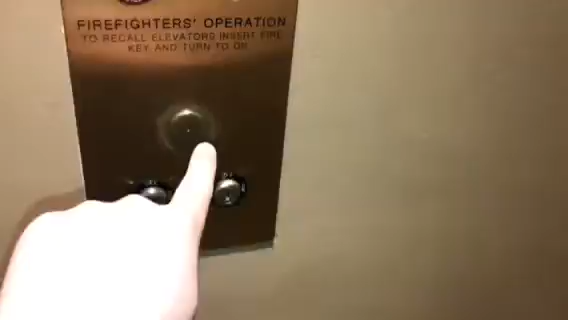 FIREFIGHTERS' OPERATION
TO RECALL ELEVATORS INSERT FIRE
KEY AND TURN TO ON